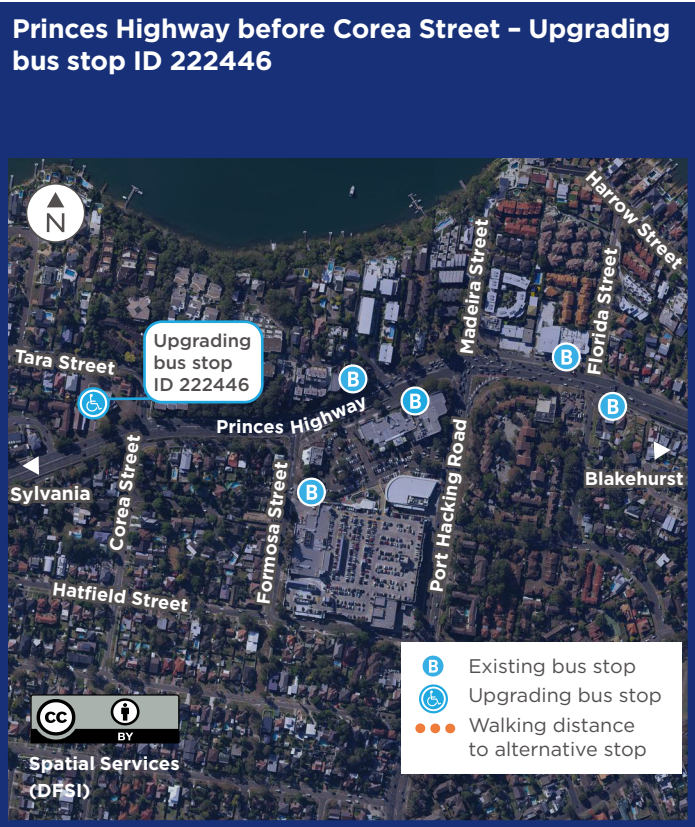 Princes Highway before Corea Street – Upgrading
bus stop ID 222446
N
Harrow Street
Madeira Street
Florida Street
Upgrading
bus stop
ID 222446
Tara Street
B
B
B
B
Princes Highway
Sylvania
Corea Street
Formosa Street
B
Port Hacking Road
Blakehurst
Hatfield Street
B Existing bus stop
Upgrading bus stop
Walking distance
to alternative stop
cc
BY
Spatial Services
(DFSI)